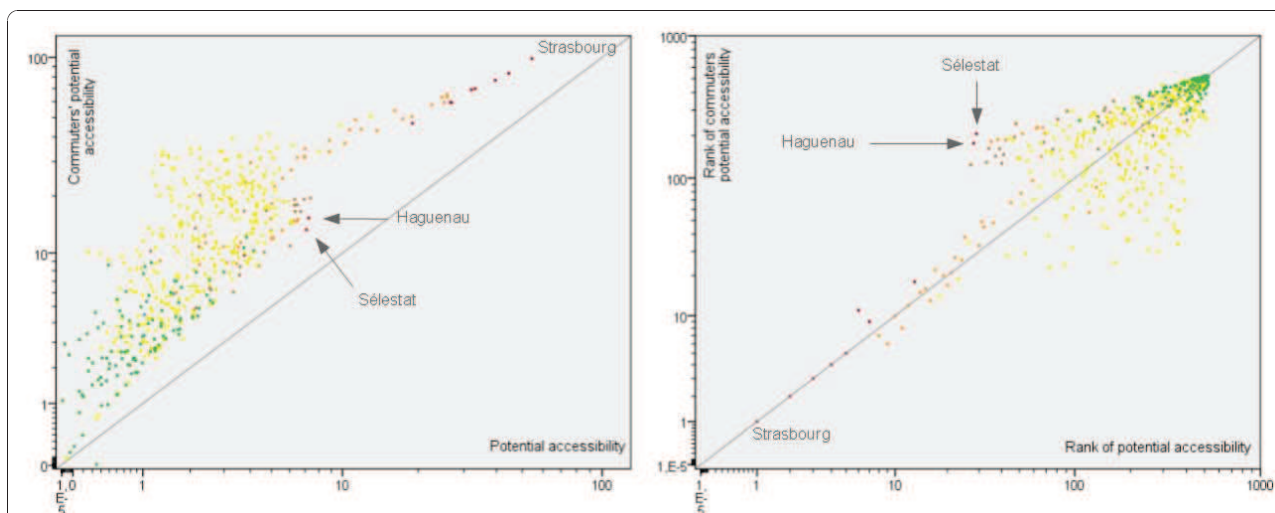 Commuters' potential
accessibility
100
10
1
0
Strasbourg
Haguenau
Sélestat
Potential accessibility
1,0
E-
5
1
10
100
Rank of commuters
potential accessibility
1000
100
10
1
1,E-5
Sélestat
Haguenau
Strasbourg
Rank of potential accessibility
1,
E-
5
1
10
100
1000